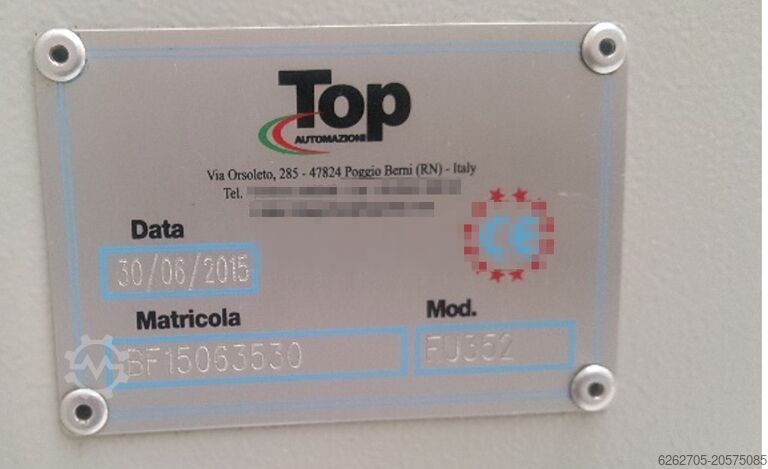 Top
AUTOMAZIONI
Via Orsoleto, 285 - 47824 Poggio Berni (RN) - Italy
Tel.
CE
Data
30/06/2015
Matricola
Mod.
BF15063530
FU352
6262705-20575085